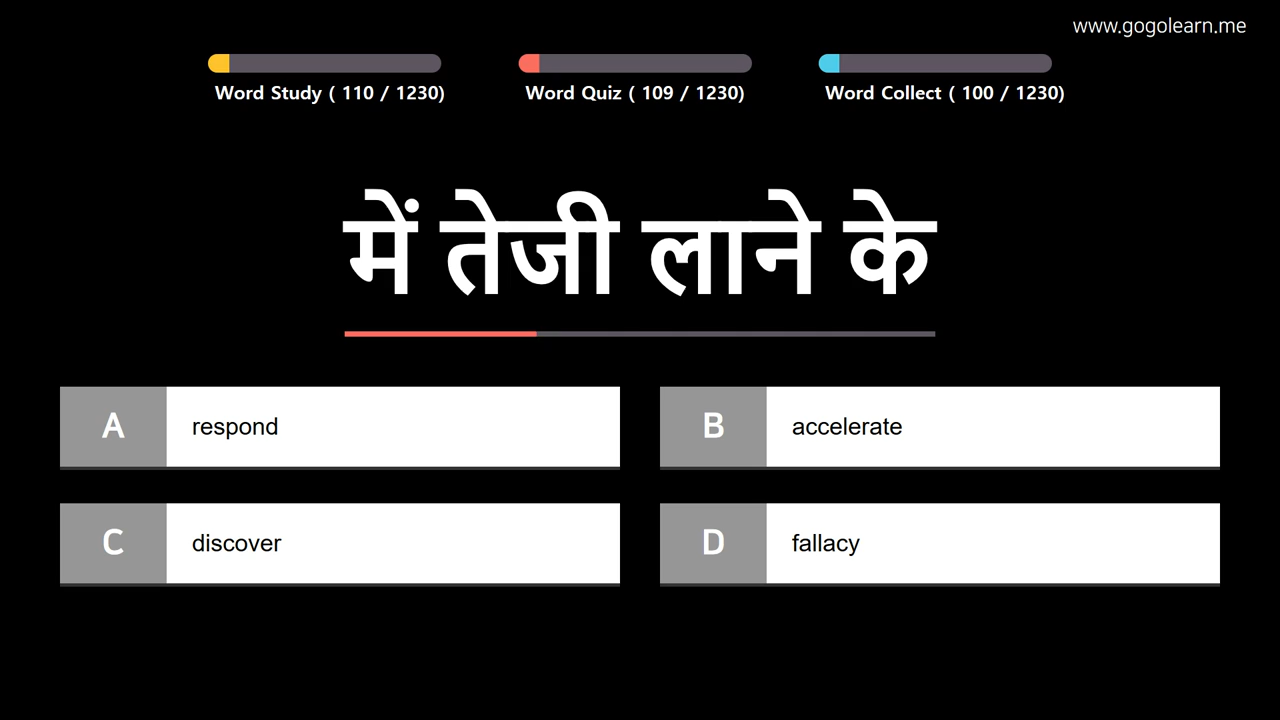 www.gogolearn.me
Word Study ( 110 / 1230)
Word Quiz ( 109 / 1230)
Word Collect ( 100 / 1230)
में तेजी लाने के
A respond
B accelerate
C discover
D fallacy